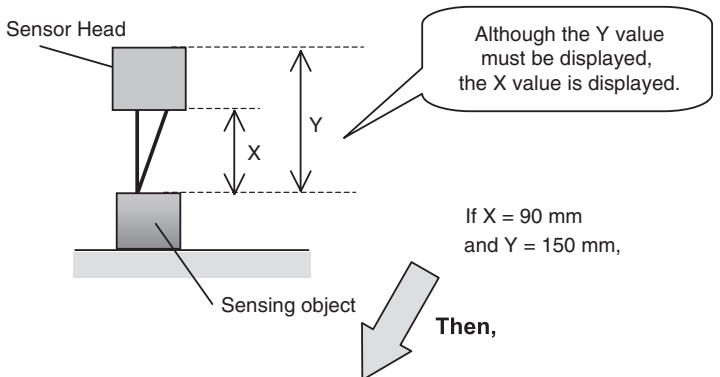 Sensor Head
Although the Y value
must be displayed,
the X value is displayed.
Y
X
If X = 90 mm
and Y = 150 mm,
Sensing object
Then,